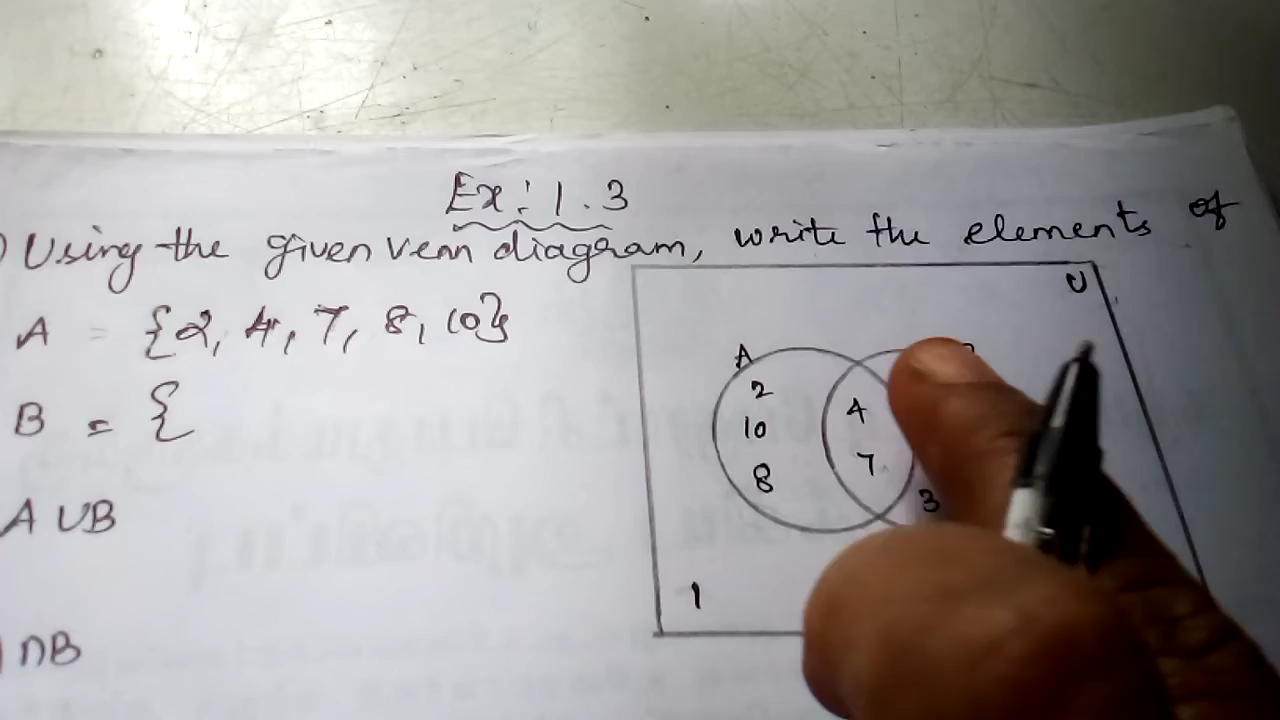 Ex: 1.3
) Using the given venn diagram, write the elements of
A = {2, 4, 7, 8, 10}
B = {
A ∪ B
∩B
U
A
2
10
8
4
7
3
1